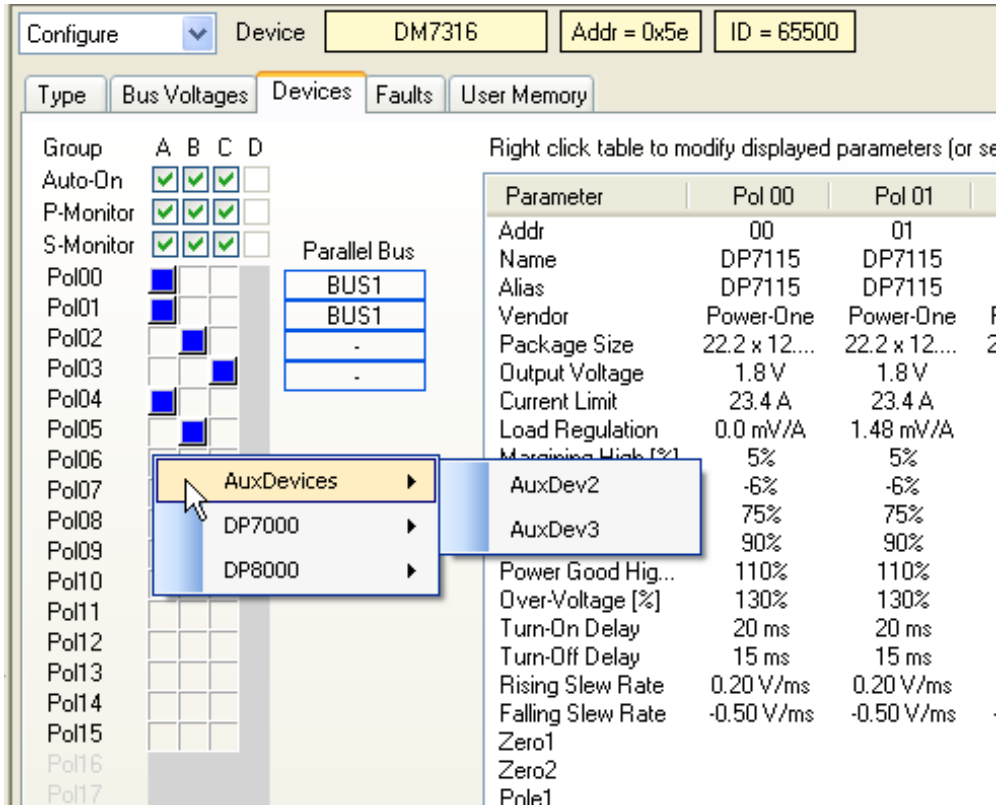 Configure Device DM7316 Addr = 0x5e ID = 65500
Type Bus Voltages Devices Faults User Memory
Group A B C D
Auto-On
P-Monitor
S-Monitor
Parallel Bus
Pol00 BUS1
Pol01 BUS1
Pol02 -
Pol03 -
Pol04
Pol05
Pol06
Pol07
Pol08
Pol09
Pol10
Pol11
Pol12
Pol13
Pol14
Pol15
Pol16
Pol17
AuxDevices
DP7000
DP8000
AuxDev2
AuxDev3
Right click table to modify displayed parameters (or se
Parameter Pol 00 Pol 01
Addr 00 01
Name DP7115 DP7115
Alias DP7115 DP7115
Vendor Power-One Power-One
Package Size 22.2 x 12.... 22.2 x 12.... 2
Output Voltage 1.8 V 1.8 V
Current Limit 23.4 A 23.4 A
Load Regulation 0.0 mV/A 1.48 mV/A
Margining High [%] 5% 5%
-6% -6%
75% 75%
90% 90%
Power Good Hig... 110% 110%
Over-Voltage [%] 130% 130%
Turn-On Delay 20 ms 20 ms
Turn-Off Delay 15 ms 15 ms
Rising Slew Rate 0.20 V/ms 0.20 V/ms
Falling Slew Rate -0.50 V/ms -0.50 V/ms
Zero1
Zero2
Pole1